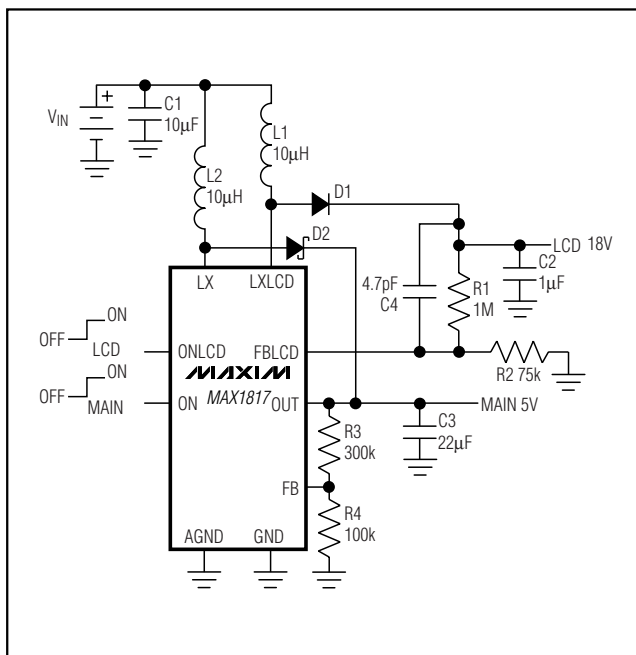 +
VIN
C1
10µF
L1
10µH
L2
10µH
D1
D2
LCD 18V
C2
1µF
4.7pF
C4
R1
1M
LX
LXLCD
ON
OFF
LCD
ONLCD
FBLCD
R2 75k
MAXIM
MAX1817
ON
OFF
MAIN
ON
OUT
MAIN 5V
C3
22µF
R3
300k
FB
R4
100k
AGND
GND